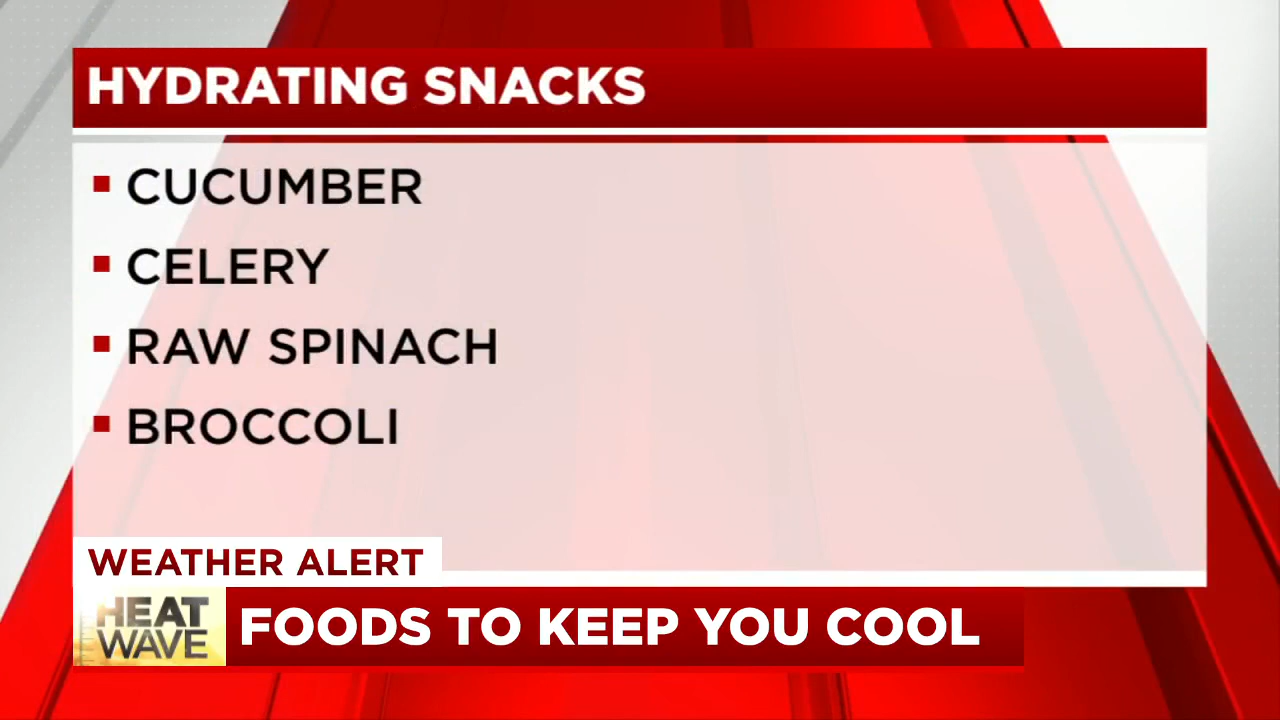 HYDRATING SNACKS
CUCUMBER
CELERY
RAW SPINACH
BROCCOLI
WEATHER ALERT
HEAT
WAVE
FOODS TO KEEP YOU COOL